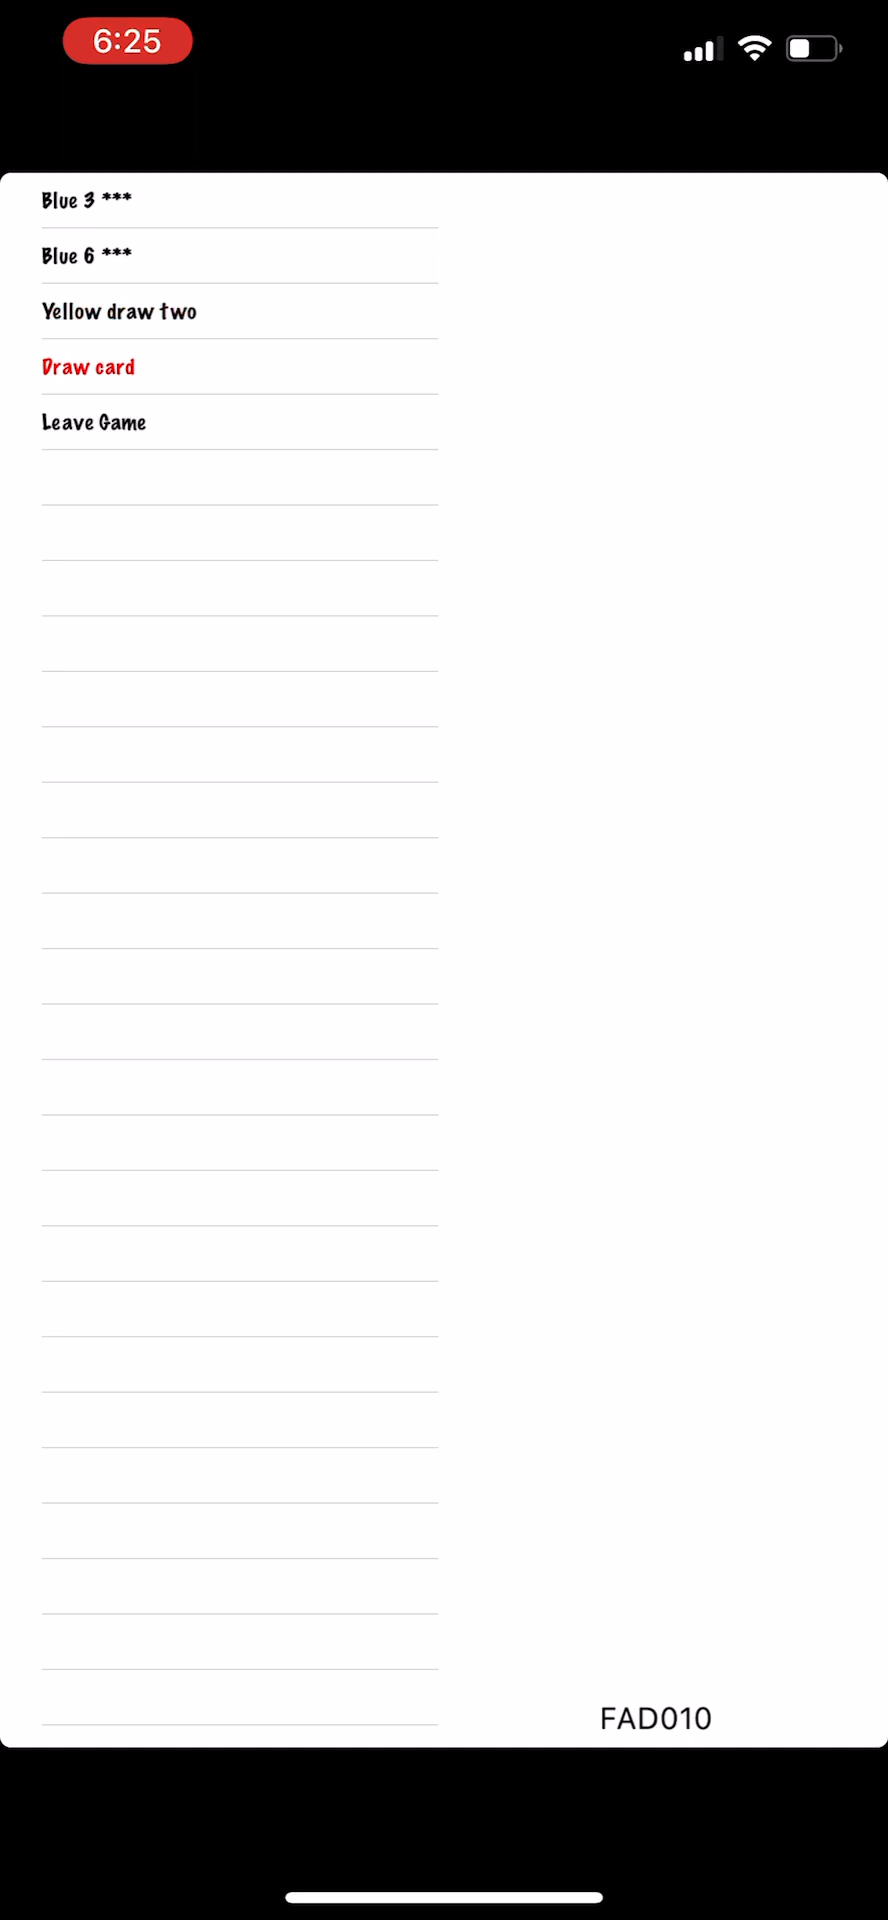 6:25
Blue 3 ***
Blue 6 ***
Yellow draw two
Draw card
Leave Game
FAD010